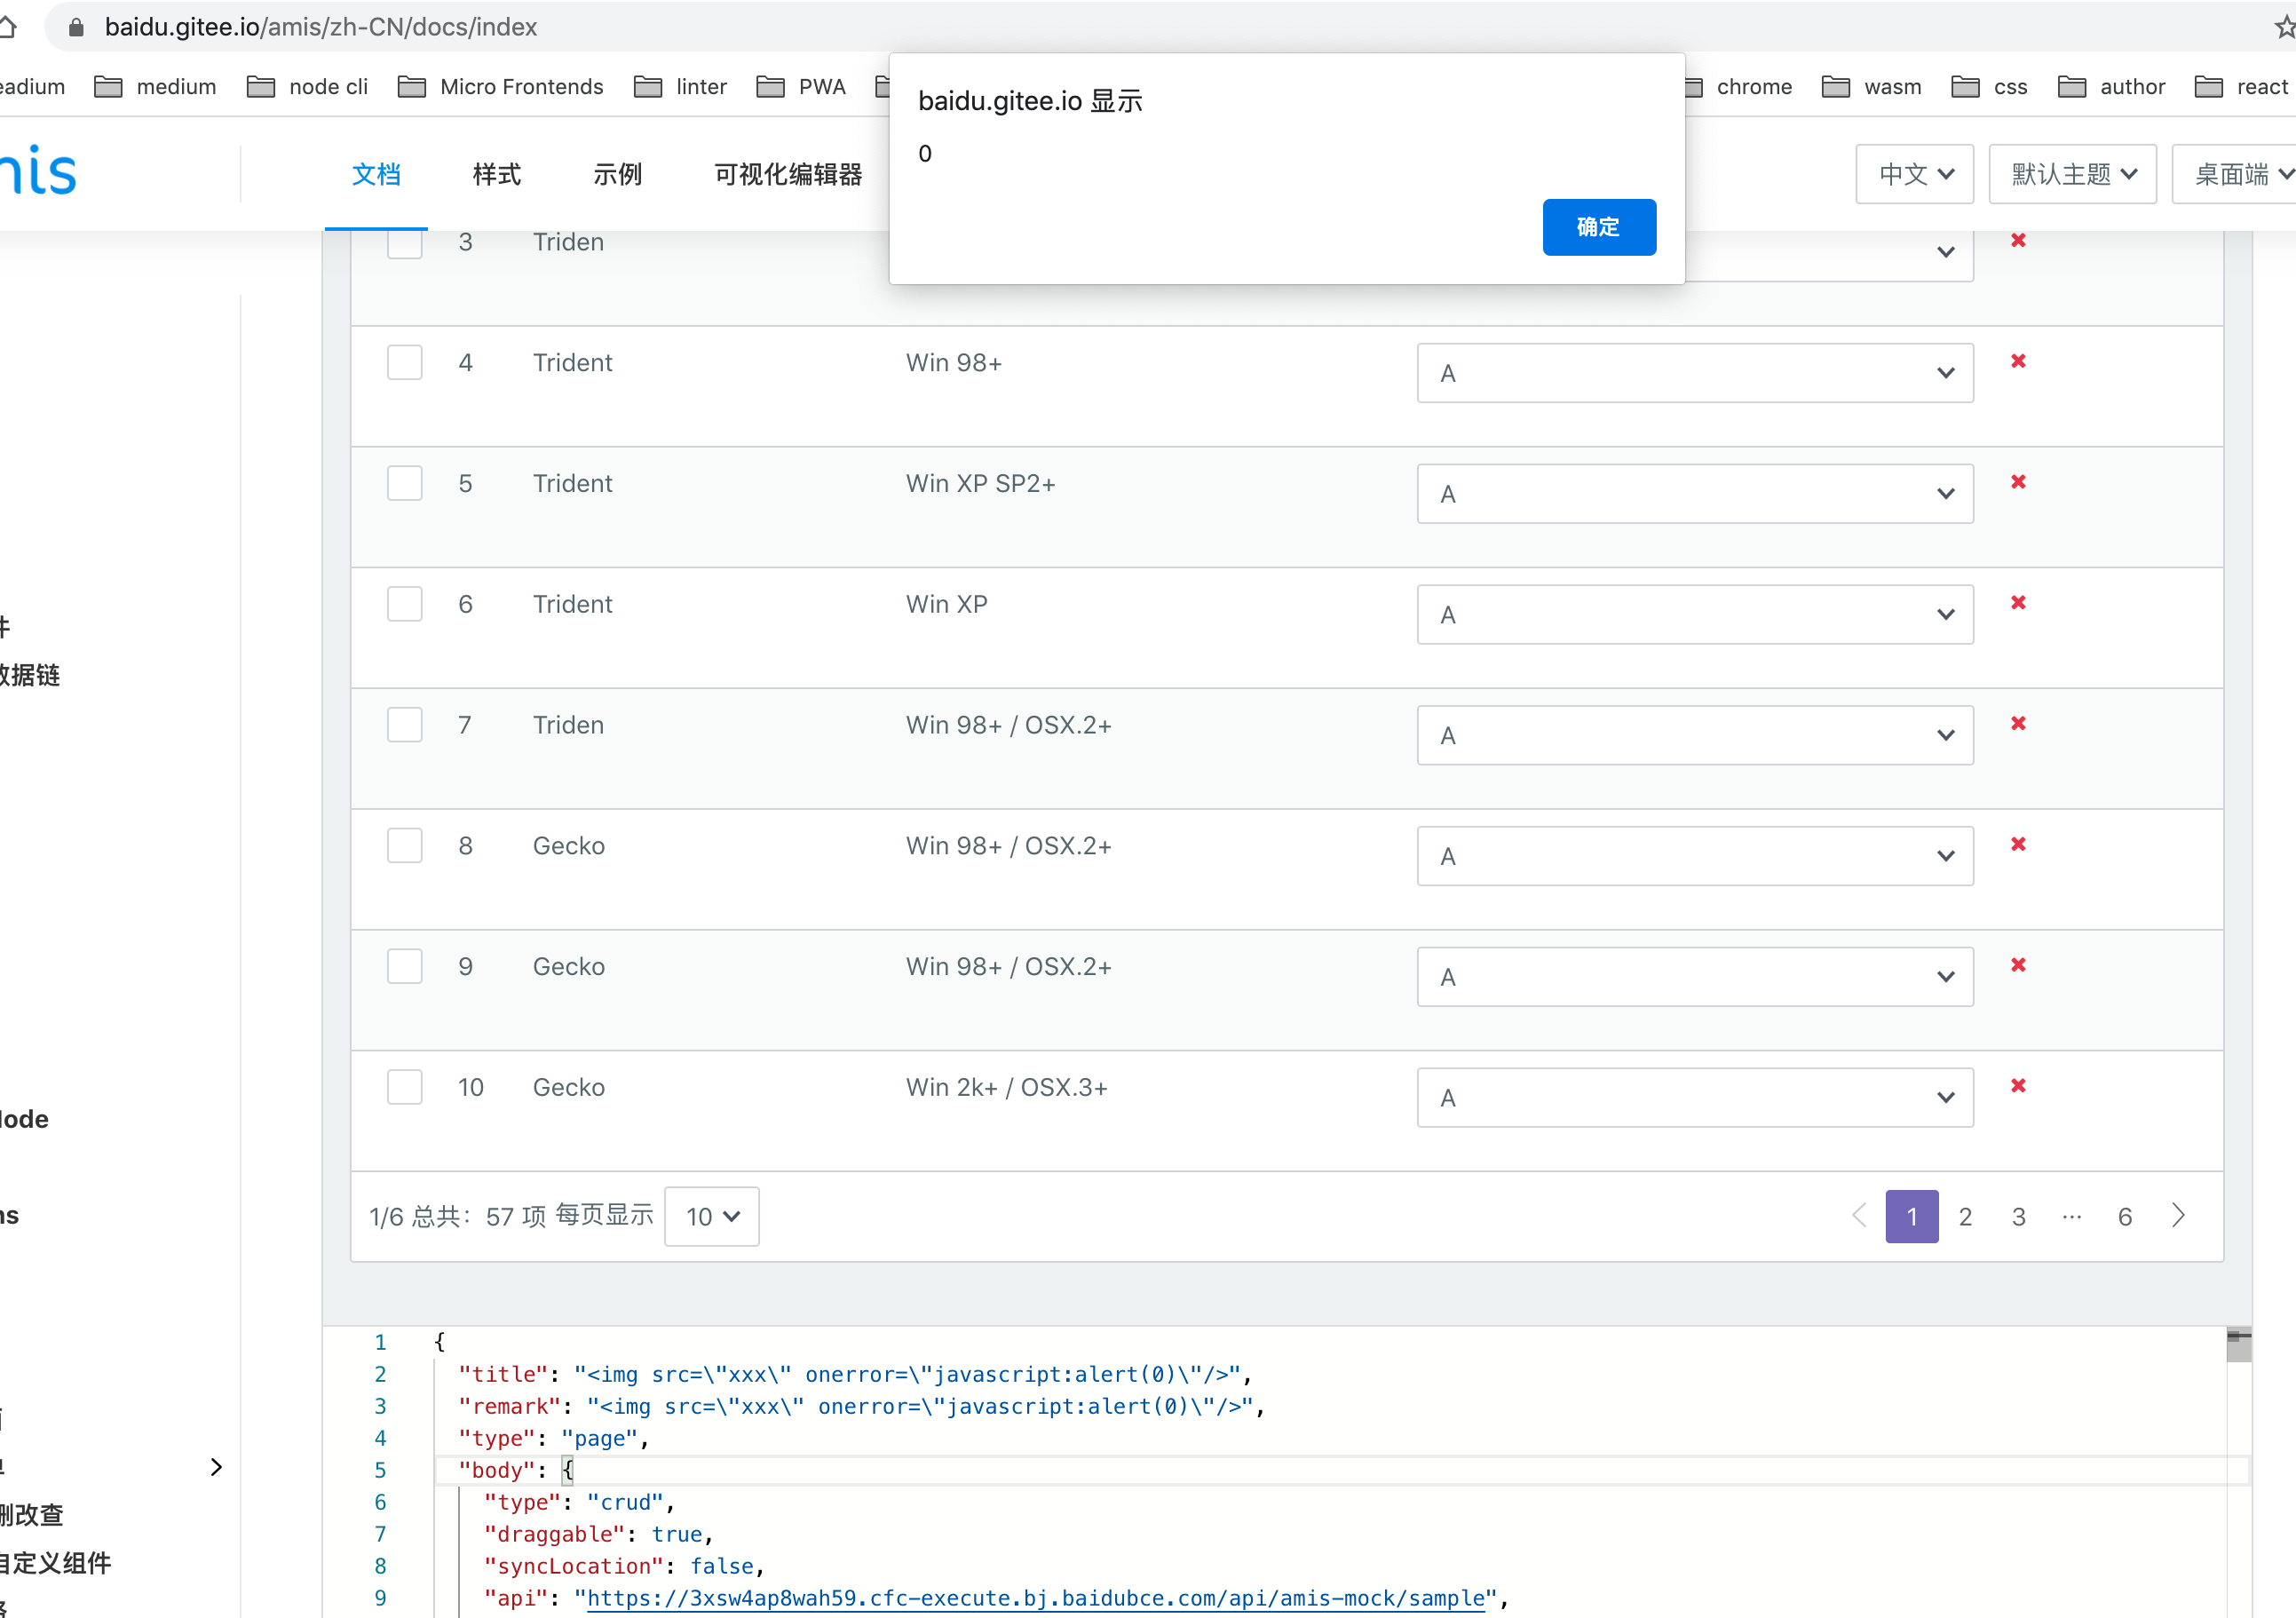 baidu.gitee.io/amis/zh-CN/docs/index
eadium medium node cli Micro Frontends linter PWA chrome wasm css author react
baidu.gitee.io 显示
0
确定
mis 文档 样式 示例 可视化编辑器 中文 默认主题 桌面端
3 Triden
4 Trident Win 98+ A
5 Trident Win XP SP2+ A
6 Trident Win XP A
件
数据链
7 Triden Win 98+ / OSX.2+ A
8 Gecko Win 98+ / OSX.2+ A
9 Gecko Win 98+ / OSX.2+ A
10 Gecko Win 2k+ / OSX.3+ A
ode
ns
1/6 总共：57 项 每页显示 10 1 2 3 ··· 6
1 {
2 "title": "<img src=\"xxx\" onerror=\"javascript:alert(0)\"/>",
3 "remark": "<img src=\"xxx\" onerror=\"javascript:alert(0)\"/>",
4 "type": "page",
5 "body": {
6 "type": "crud",
7 "draggable": true,
8 "syncLocation": false,
9 "api": "https://3xsw4ap8wah59.cfc-execute.bj.baidubce.com/api/amis-mock/sample",
删改查
自定义组件